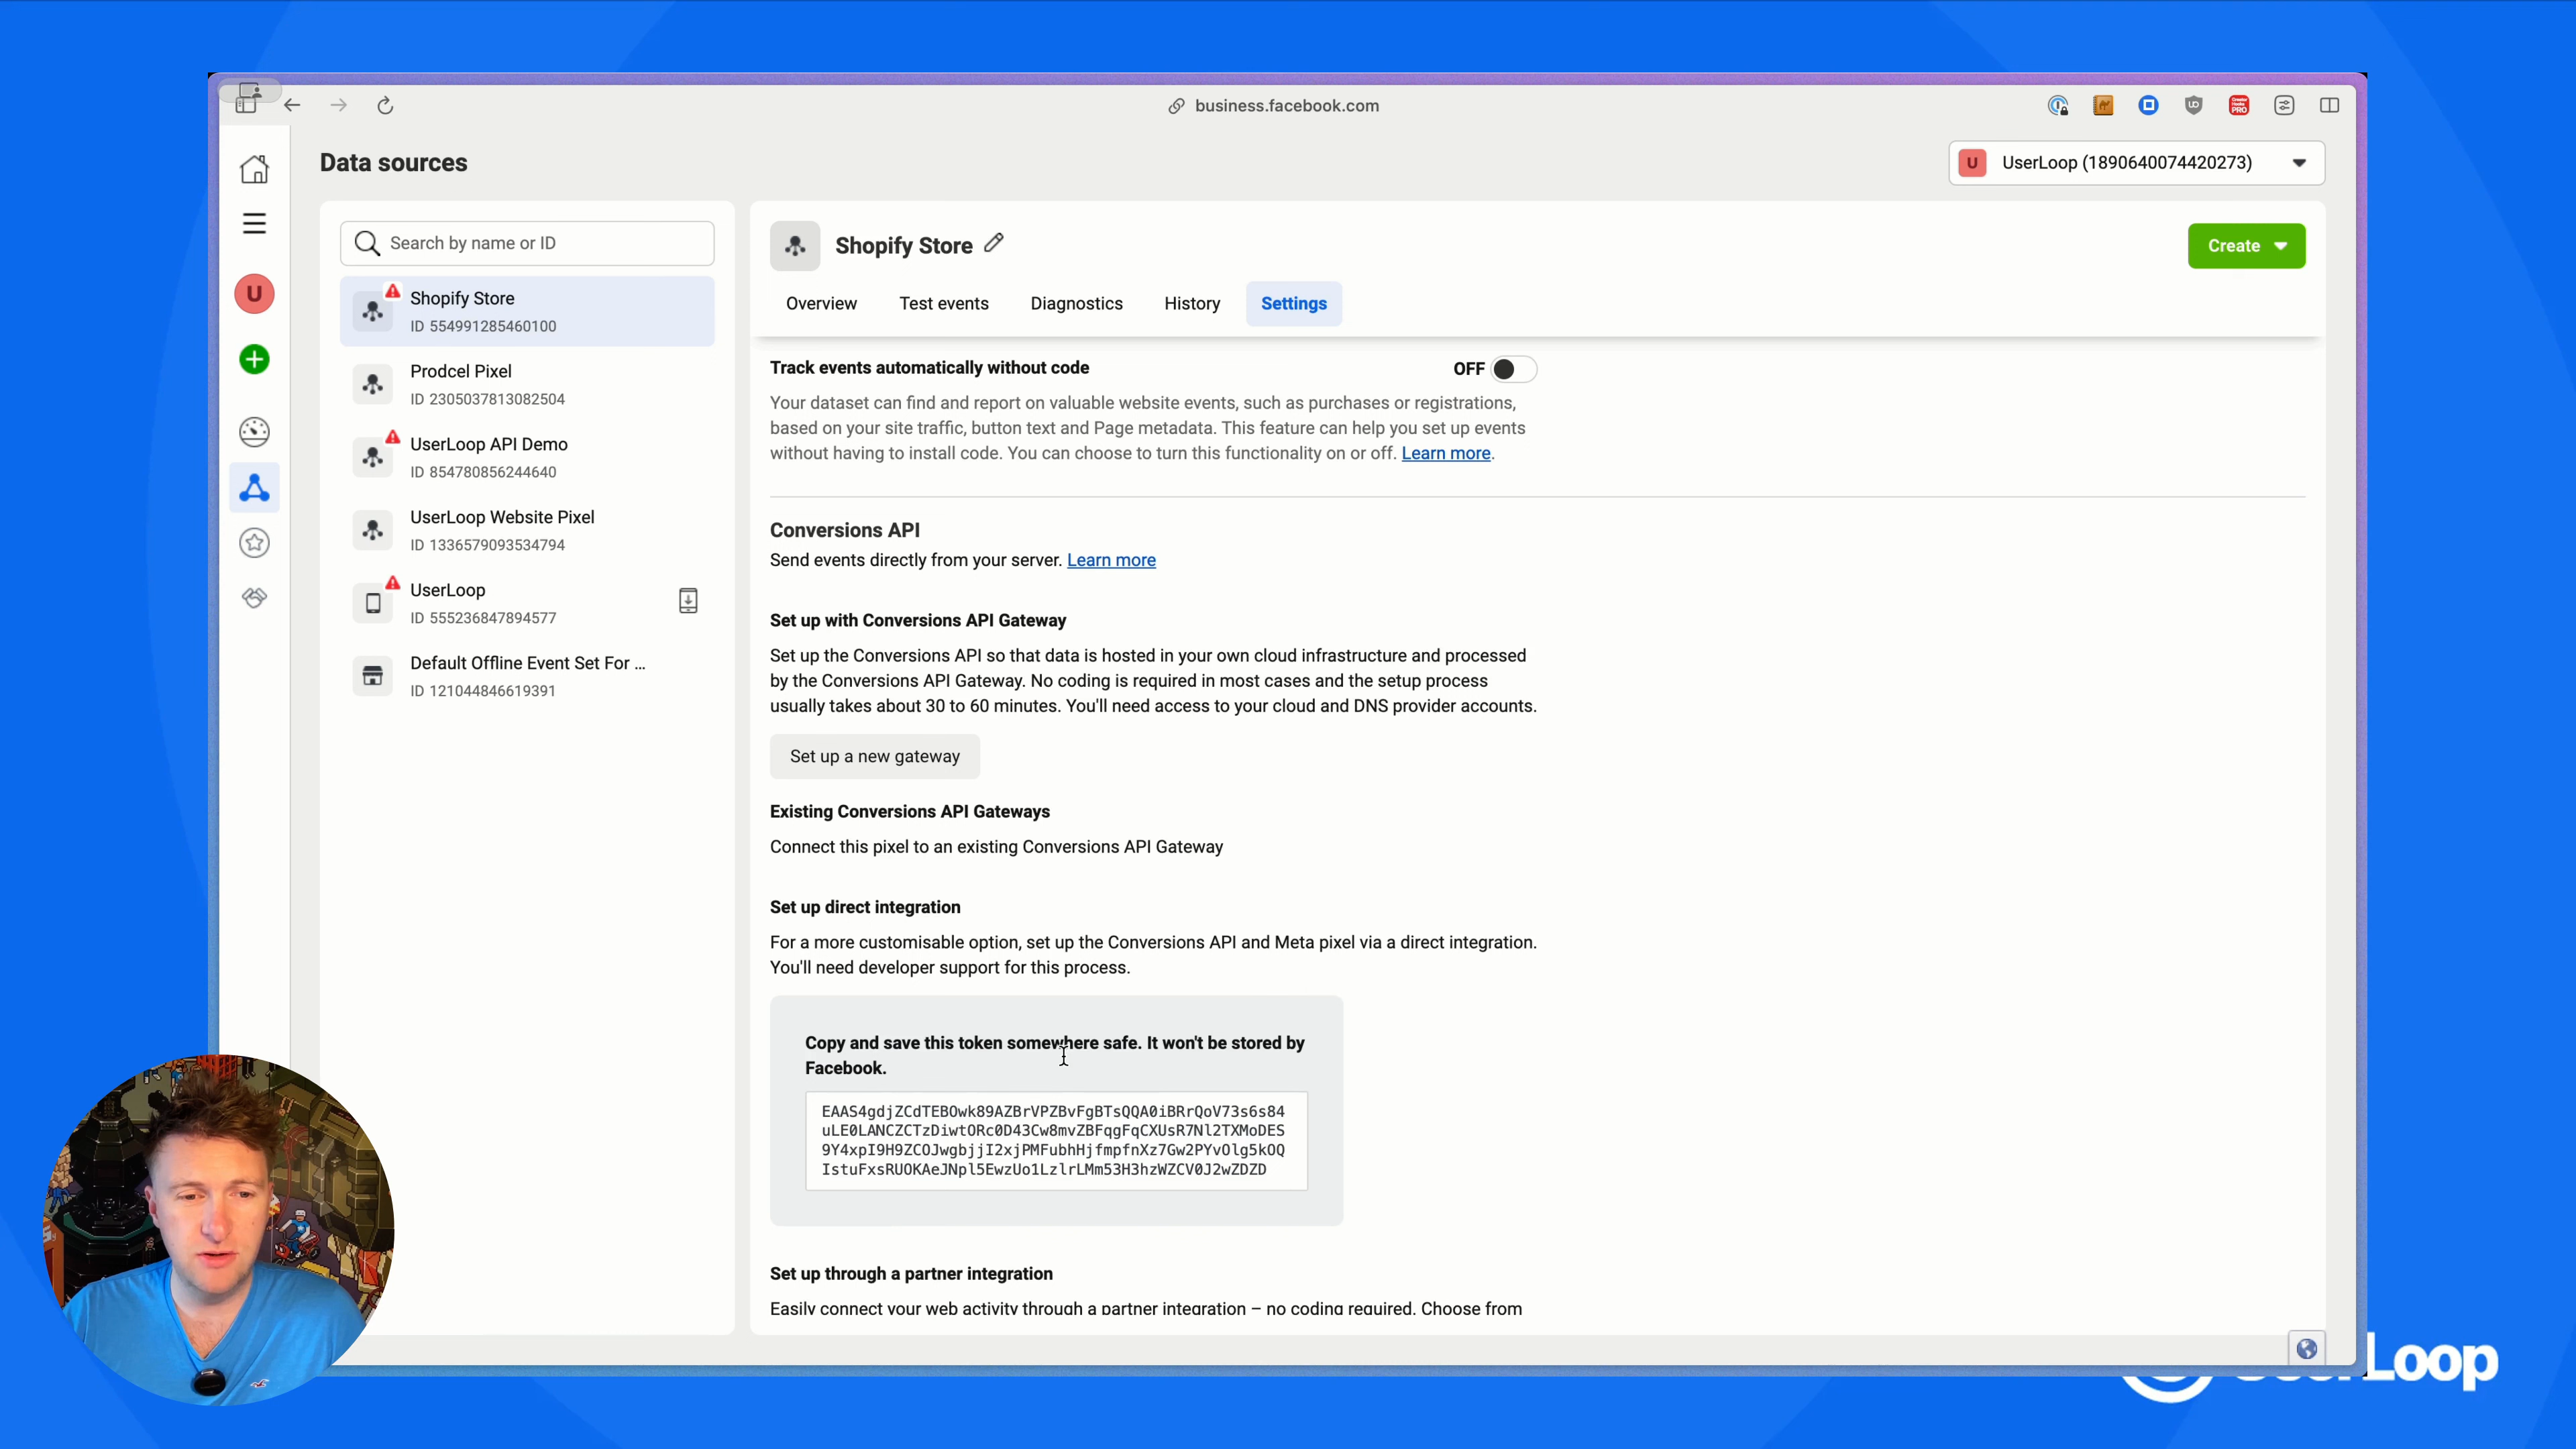 business.facebook.com
Data sources
U UserLoop (1890640074420273)
Search by name or ID
Shopify Store
ID 554991285460100
Prodcel Pixel
ID 2305037813082504
UserLoop API Demo
ID 854780856244640
UserLoop Website Pixel
ID 1336579093534794
UserLoop
ID 555236847894577
Default Offline Event Set For ...
ID 121044846619391
U
Shopify Store
Create
Overview Test events Diagnostics History Settings
Track events automatically without code OFF
Your dataset can find and report on valuable website events, such as purchases or registrations,
based on your site traffic, button text and Page metadata. This feature can help you set up events
without having to install code. You can choose to turn this functionality on or off. Learn more.
Conversions API
Send events directly from your server. Learn more
Set up with Conversions API Gateway
Set up the Conversions API so that data is hosted in your own cloud infrastructure and processed
by the Conversions API Gateway. No coding is required in most cases and the setup process
usually takes about 30 to 60 minutes. You'll need access to your cloud and DNS provider accounts.
Set up a new gateway
Existing Conversions API Gateways
Connect this pixel to an existing Conversions API Gateway
Set up direct integration
For a more customisable option, set up the Conversions API and Meta pixel via a direct integration.
You'll need developer support for this process.
Copy and save this token somewhere safe. It won't be stored by
Facebook.
EAAS4gdjZCdTEBOwk89AZBrVPZBvFgBTsQQA0iBRrQoV73s6s84
uLE0LANCZCTzDiwtORc0D43Cw8mvZBFqgFqCXUsR7Nl2TXMoDES
9Y4xpI9H9ZCOJwgbjjI2xjPMFubhHjfmpfnXz7Gw2PYvOlg5kOQ
IstuFxsRUOKAeJNpl5EwzUo1LzlrLMm53H3hzWZCV0J2wZDZD
Set up through a partner integration
Easily connect your web activity through a partner integration – no coding required. Choose from
Loop